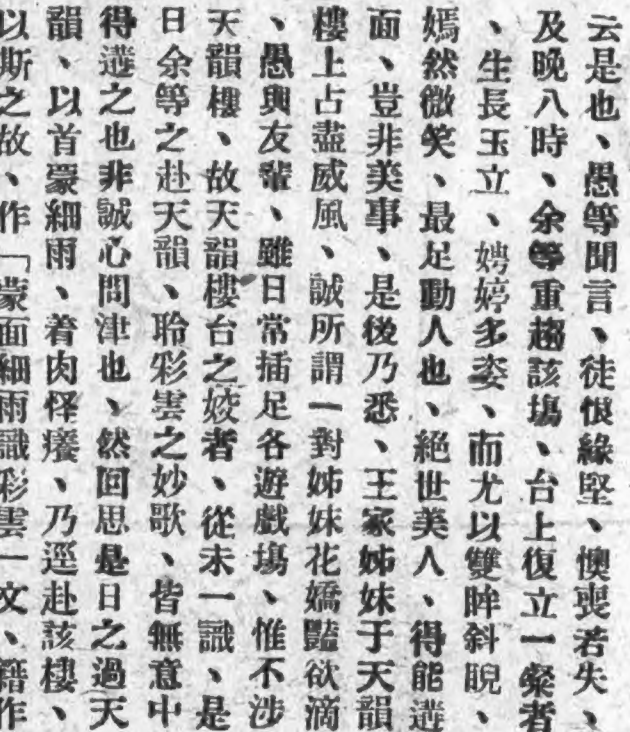 云是也、愚等聞言、徒恨緣堅、懊喪若失、
及晚八時、余等重趨該塲、台上復立一粲者
、生長玉立、娉婷多姿、而尤以雙眸斜睨、
嫣然微笑、最足動人也、絕世美人、得能遘
面、豈非美事、是後乃悉、王家姊妹于天韻
樓上占盡威風、誠所謂一對姊妹花嬌豔欲滴
、愚與友輩、雖日常插足各遊戲塲、惟不涉
天韻樓、故天韻樓台之姣者、從未一識、是
日余等之赴天韻、聆彩雲之妙歌、皆無意中
得遘之也非誠心問津也、然回思是日之過天
韻、以首蒙細雨、着肉怪癢、乃逕赴該樓、
以斯之故、作「蒙面細雨識彩雲一文、籍作